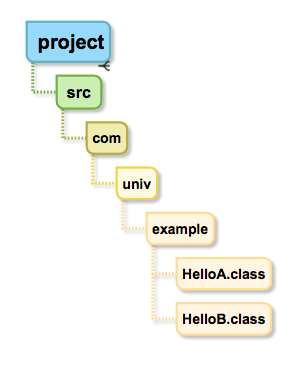 project
src
com
univ
example
HelloA.class
HelloB.class